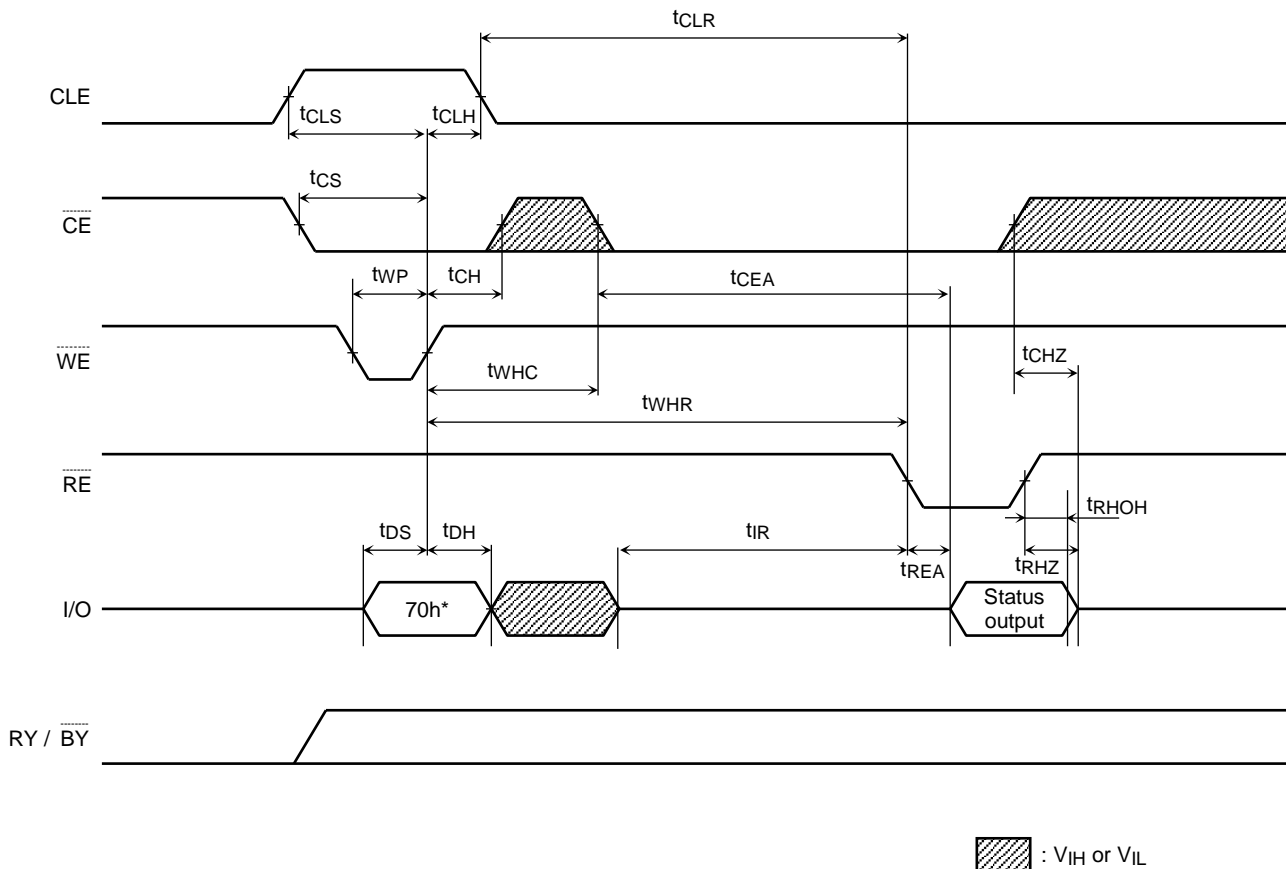 tCLR
CLE
tCLS
tCLH
tCS
CE
tWP
tCH
tCEA
WE
tCHZ
tWHC
tWHR
RE
tRHOH
tDS
tDH
tIR
tREA
tRHZ
I/O
70h*
Status
output
RY / BY
: VIH or VIL